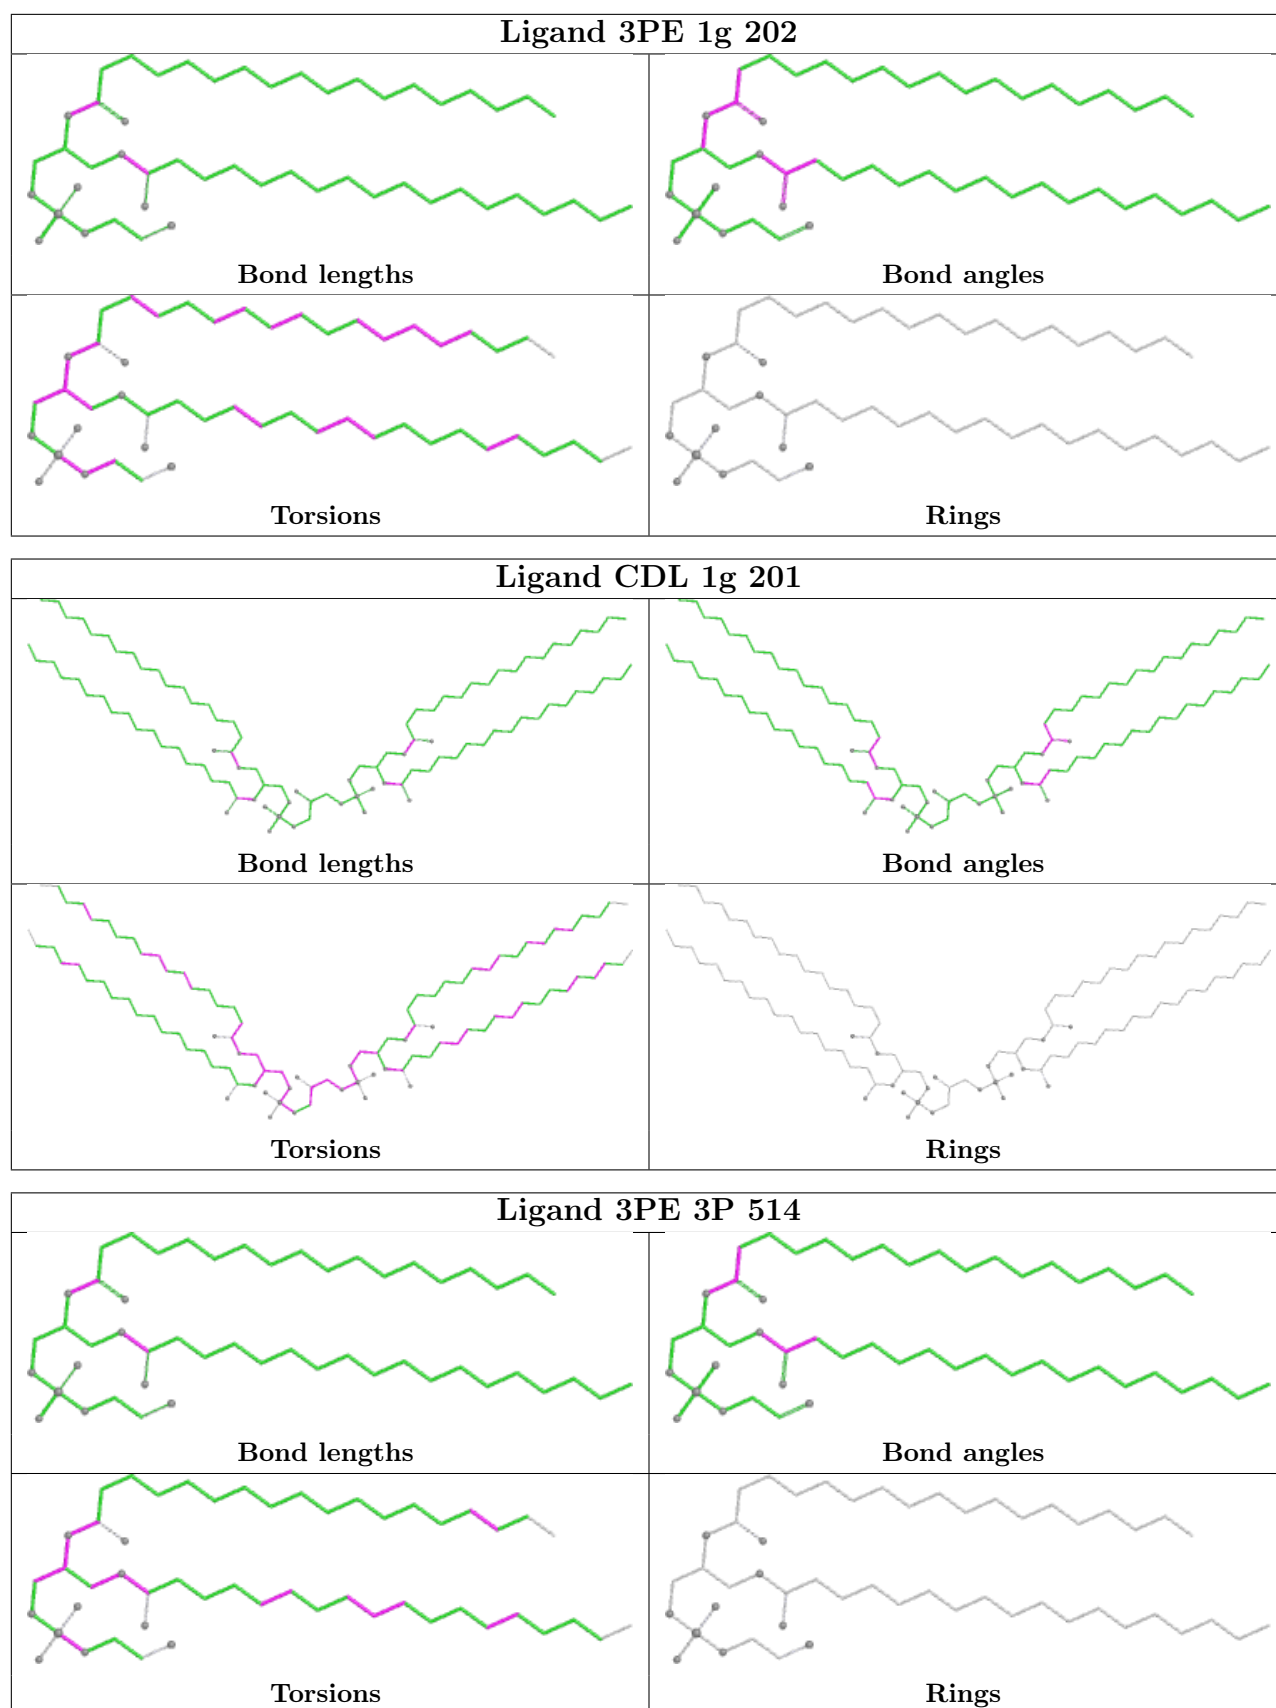 Ligand 3PE 1g 202
Bond lengths
Bond angles
Torsions
Rings
Ligand CDL 1g 201
Bond lengths
Bond angles
Torsions
Rings
Ligand 3PE 3P 514
Bond lengths
Bond angles
Torsions
Rings